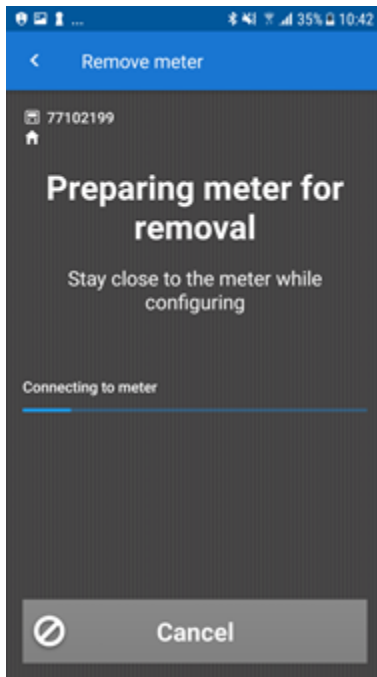 ... 35% 10:42
Remove meter
77102199
Preparing meter for
removal
Stay close to the meter while
configuring
Connecting to meter
Cancel